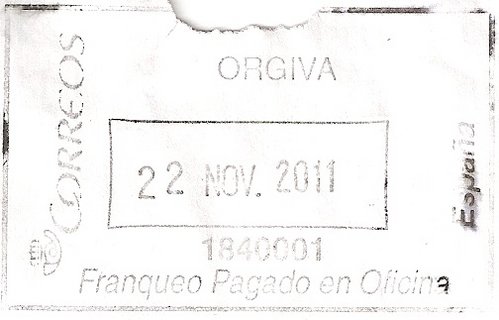 CORREOS
ORGIVA
22 NOV. 2011
1840001
Franqueo Pagado en Oficina
España